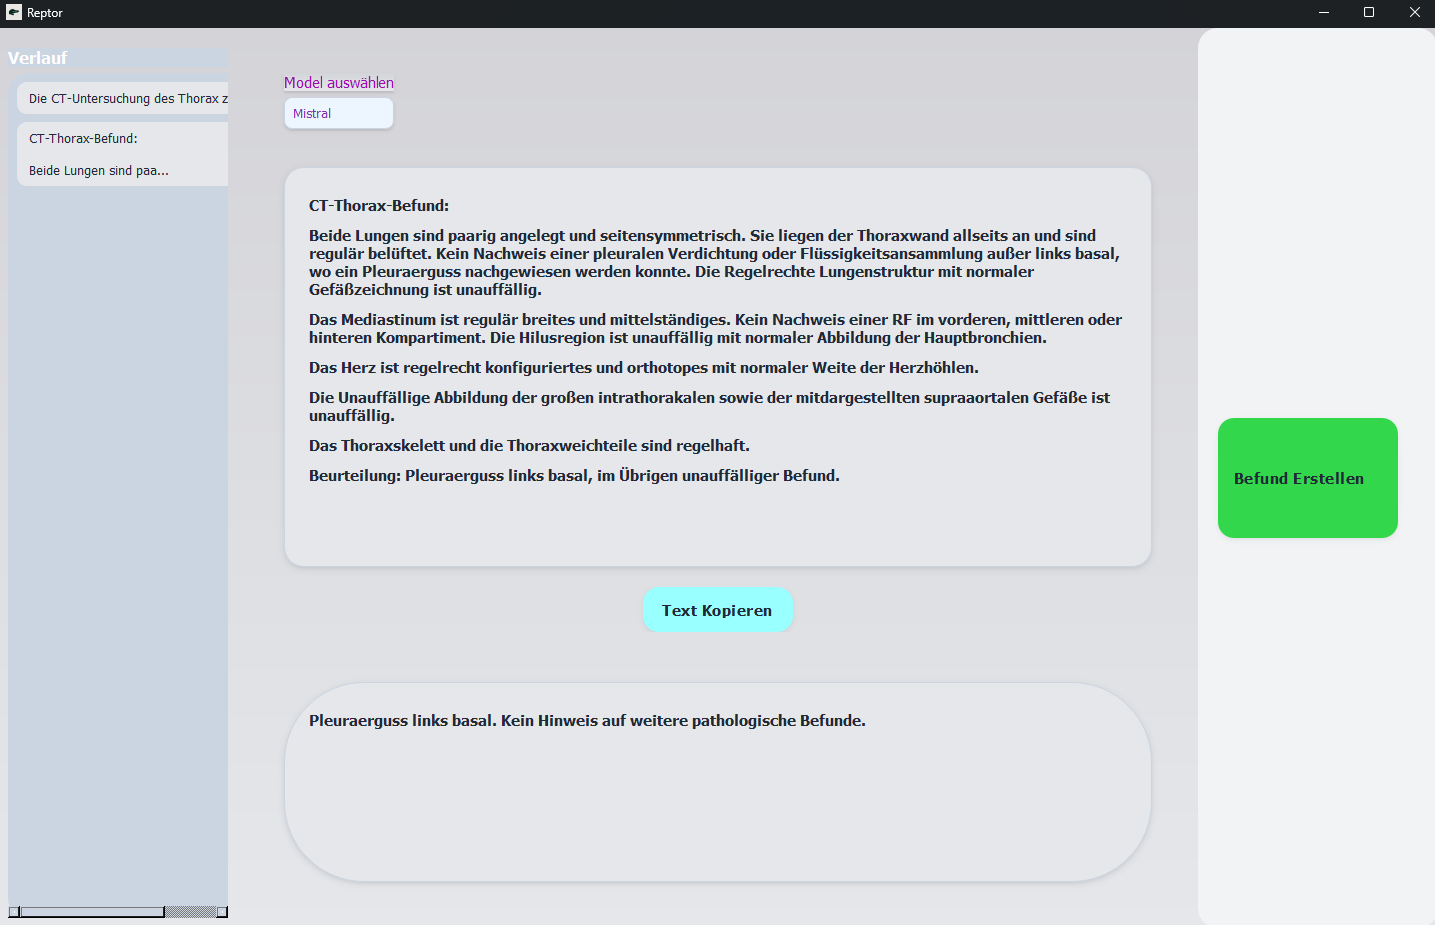 Reptor
Verlauf
Die CT-Untersuchung des Thorax z
CT-Thorax-Befund:
Beide Lungen sind paa...
Model auswählen
Mistral
CT-Thorax-Befund:
Beide Lungen sind paarig angelegt und seitensymmetrisch. Sie liegen der Thoraxwand allseits an und sind
regulär belüftet. Kein Nachweis einer pleuralen Verdichtung oder Flüssigkeitsansammlung außer links basal,
wo ein Pleuraerguss nachgewiesen werden konnte. Die Regelrechte Lungenstruktur mit normaler
Gefäßzeichnung ist unauffällig.
Das Mediastinum ist regulär breites und mittelständiges. Kein Nachweis einer RF im vorderen, mittleren oder
hinteren Kompartiment. Die Hilusregion ist unauffällig mit normaler Abbildung der Hauptbronchien.
Das Herz ist regelrecht konfiguriertes und orthotopes mit normaler Weite der Herzhöhlen.
Die Unauffällige Abbildung der großen intrathorakalen sowie der mitdargestellten supraaortalen Gefäße ist
unauffällig.
Das Thoraxskelett und die Thoraxweichteile sind regelhaft.
Beurteilung: Pleuraerguss links basal, im Übrigen unauffälliger Befund.
Text Kopieren
Pleuraerguss links basal. Kein Hinweis auf weitere pathologische Befunde.
Befund Erstellen